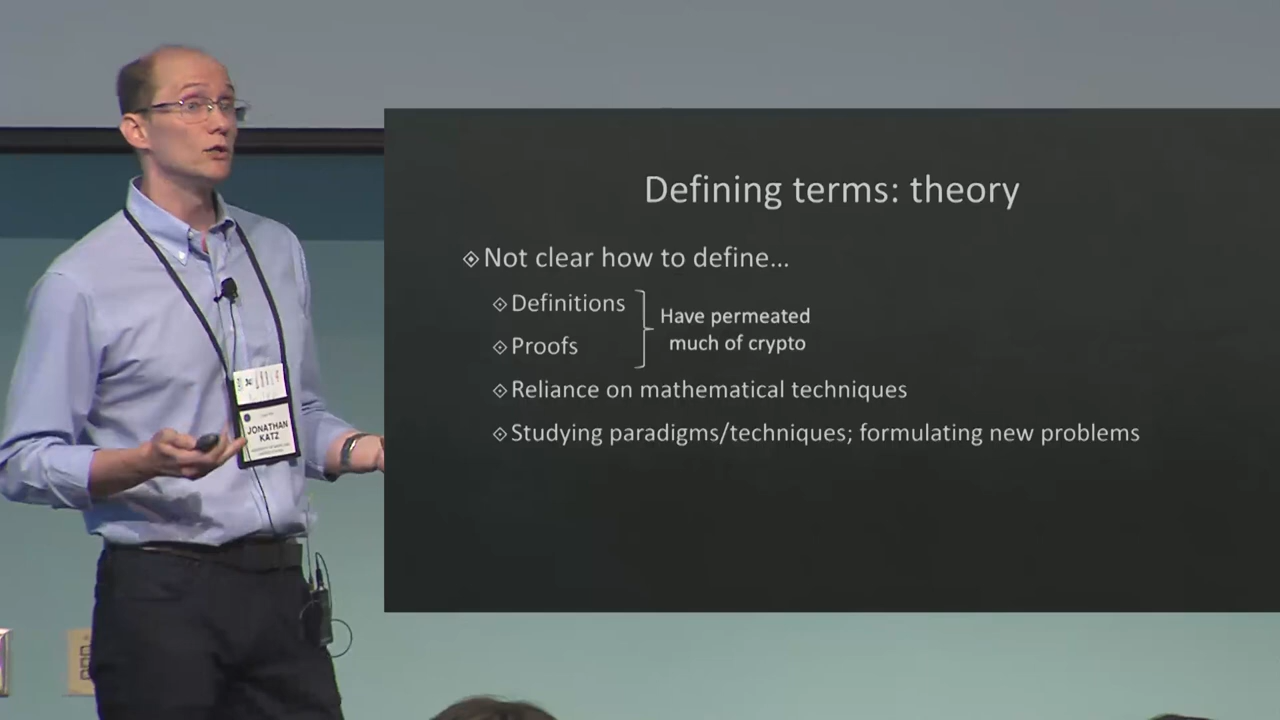 Defining terms: theory
Not clear how to define…
Definitions
Proofs
Have permeated
much of crypto
Reliance on mathematical techniques
Studying paradigms/techniques; formulating new problems
JONATHAN
KATZ